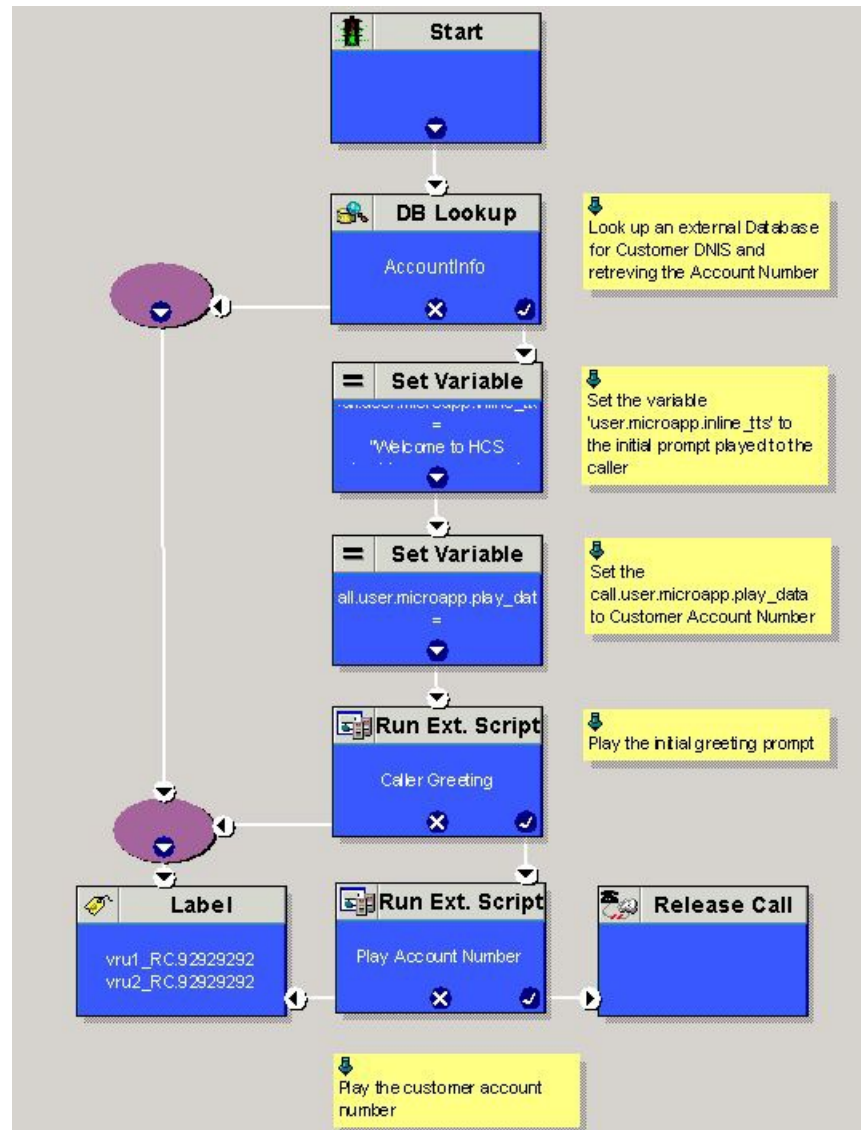 Start
DB Lookup
AccountInfo
Look up an external Database
for Customer DNIS and
retreving the Account Number
Set Variable
=
"Welcome to HCS
Set the variable
'user.microapp.inline_tts' to
the initial prompt played to the
caller
Set Variable
all.user.microapp.play_dat
=
Set the
call.user.microapp.play_data
to Customer Account Number
Run Ext. Script
Caller Greeting
Play the initial greeting prompt
Label
vru1_RC.92929292
vru2_RC.92929292
Run Ext. Script
Play Account Number
Release Call
Play the customer account
number